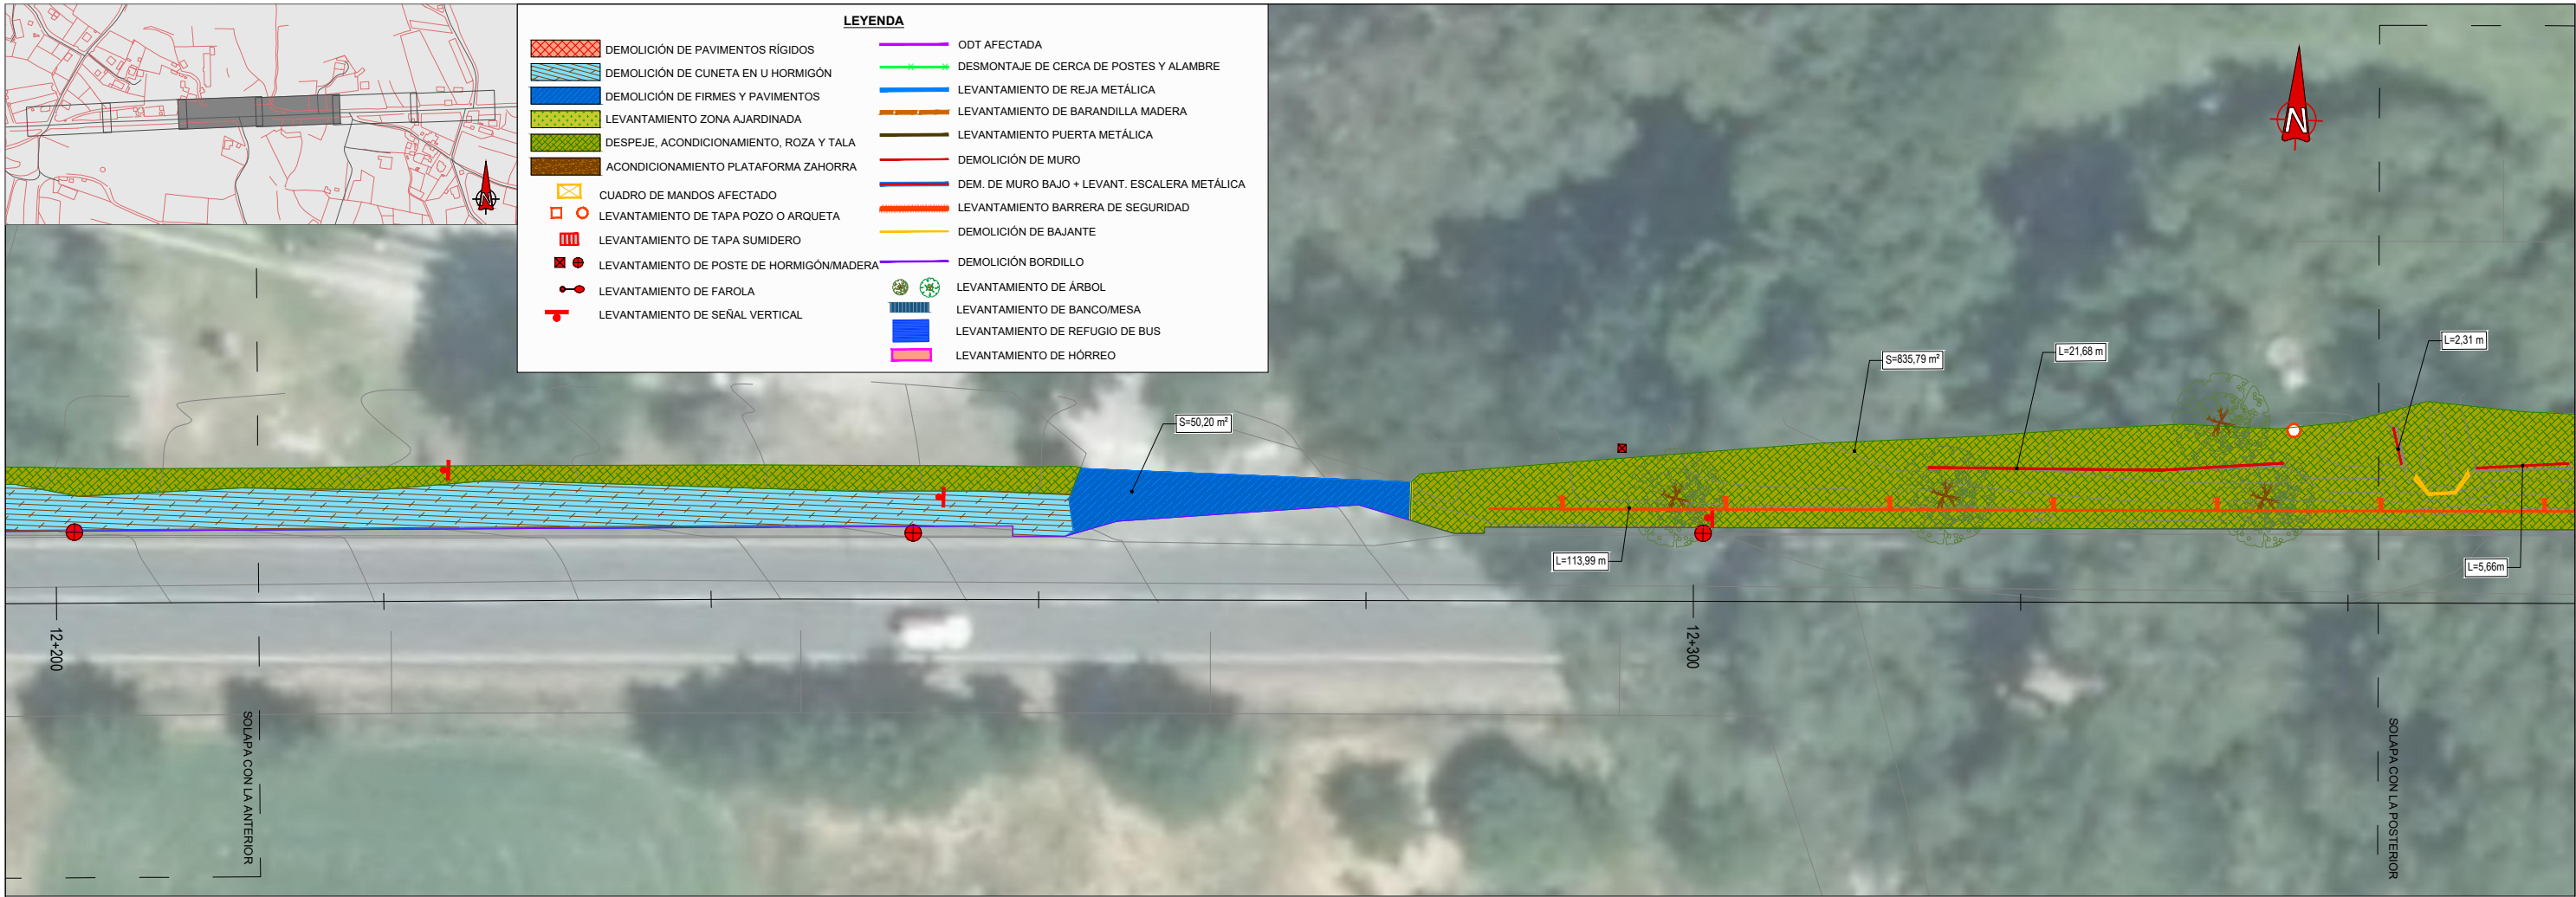 LEYENDA
DEMOLICIÓN DE PAVIMENTOS RÍGIDOS
DEMOLICIÓN DE CUNETA EN U HORMIGÓN
DEMOLICIÓN DE FIRMES Y PAVIMENTOS
LEVANTAMIENTO ZONA AJARDINADA
DESPEJE, ACONDICIONAMIENTO, ROZA Y TALA
ACONDICIONAMIENTO PLATAFORMA ZAHORRA
CUADRO DE MANDOS AFECTADO
LEVANTAMIENTO DE TAPA POZO O ARQUETA
LEVANTAMIENTO DE TAPA SUMIDERO
LEVANTAMIENTO DE POSTE DE HORMIGÓN/MADERA
LEVANTAMIENTO DE FAROLA
LEVANTAMIENTO DE SEÑAL VERTICAL
ODT AFECTADA
DESMONTAJE DE CERCA DE POSTES Y ALAMBRE
LEVANTAMIENTO DE REJA METÁLICA
LEVANTAMIENTO DE BARANDILLA MADERA
LEVANTAMIENTO PUERTA METÁLICA
DEMOLICIÓN DE MURO
DEM. DE MURO BAJO + LEVANT. ESCALERA METÁLICA
LEVANTAMIENTO BARRERA DE SEGURIDAD
DEMOLICIÓN DE BAJANTE
DEMOLICIÓN BORDILLO
LEVANTAMIENTO DE ÁRBOL
LEVANTAMIENTO DE BANCO/MESA
LEVANTAMIENTO DE REFUGIO DE BUS
LEVANTAMIENTO DE HÓRREO
N
N
S=50,20 m²
S=835,79 m²
L=21,68 m
L=2,31 m
L=113,99 m
L=5,66m
12+200
12+300
SOLAPA CON LA ANTERIOR
SOLAPA CON LA POSTERIOR